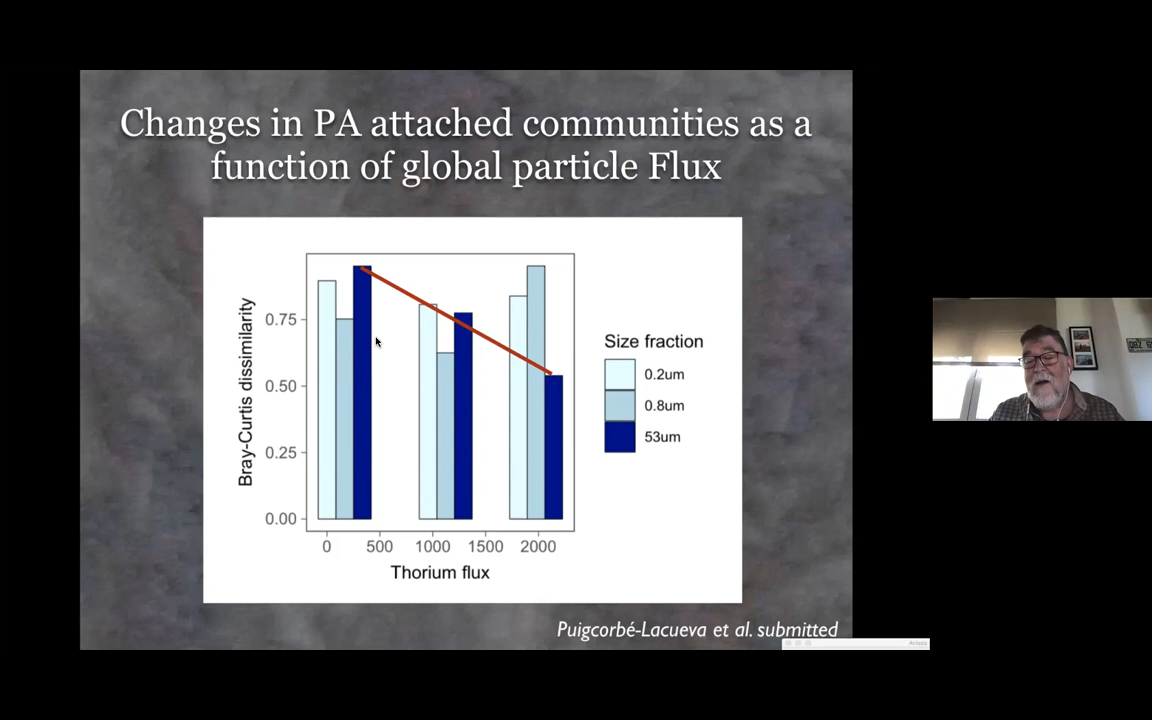 Changes in PA attached communities as a
function of global particle Flux
Bray-Curtis dissimilarity
0.75
0.50
0.25
0.00
0 500 1000 1500 2000
Thorium flux
Size fraction
0.2um
0.8um
53um
Puigcorbé-Lacueva et al. submitted